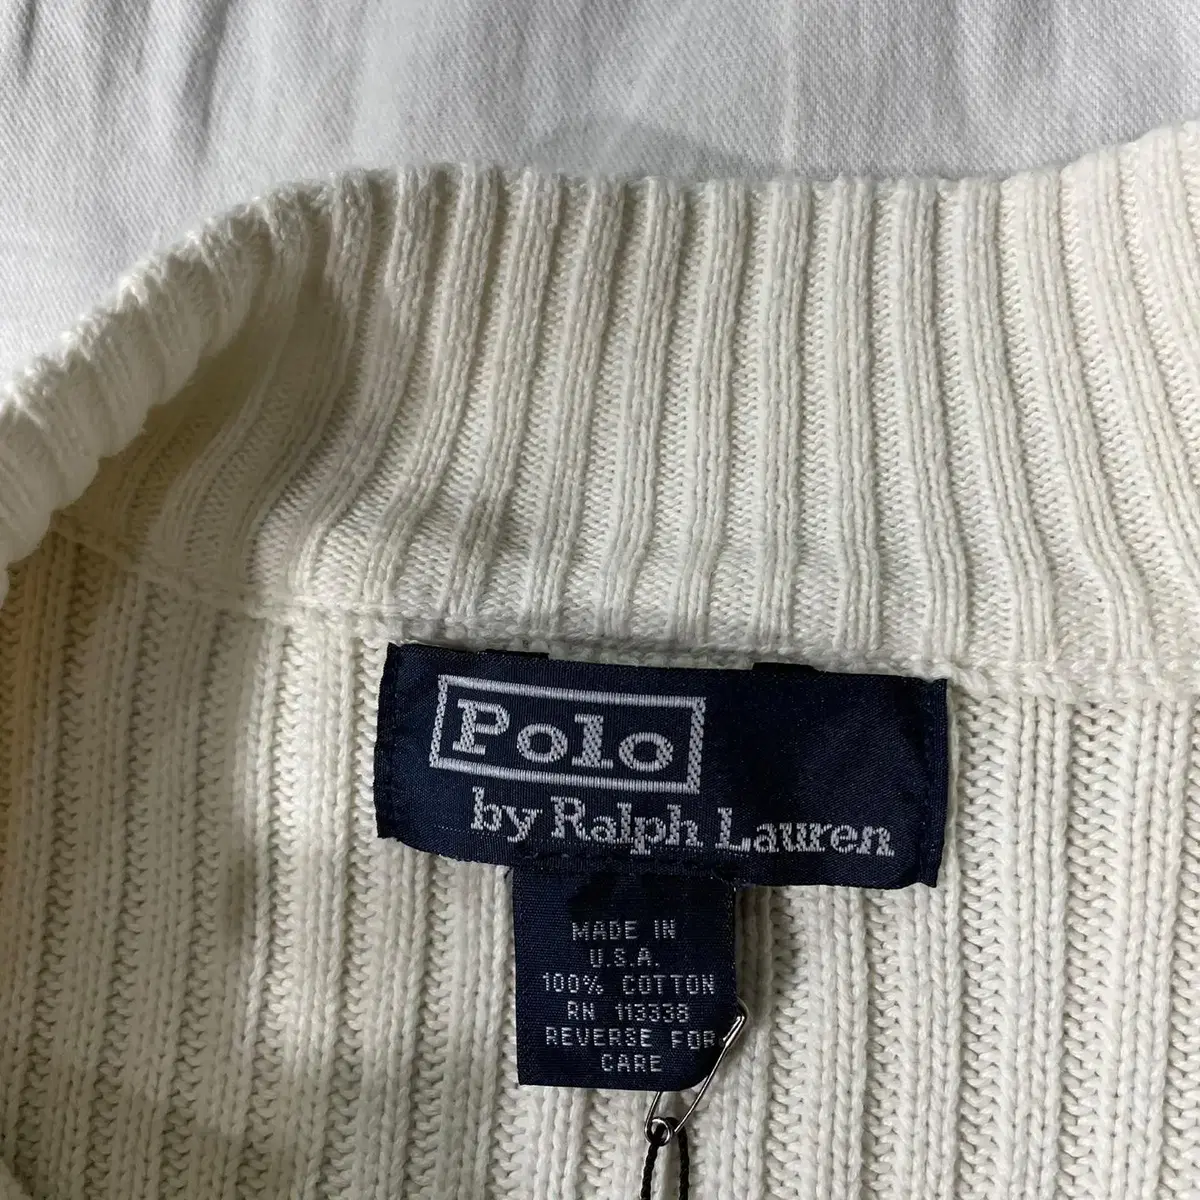 Polo
by Ralph Lauren
MADE IN
U.S.A.
100% COTTON
RN 113338
REVERSE FOR
CARE